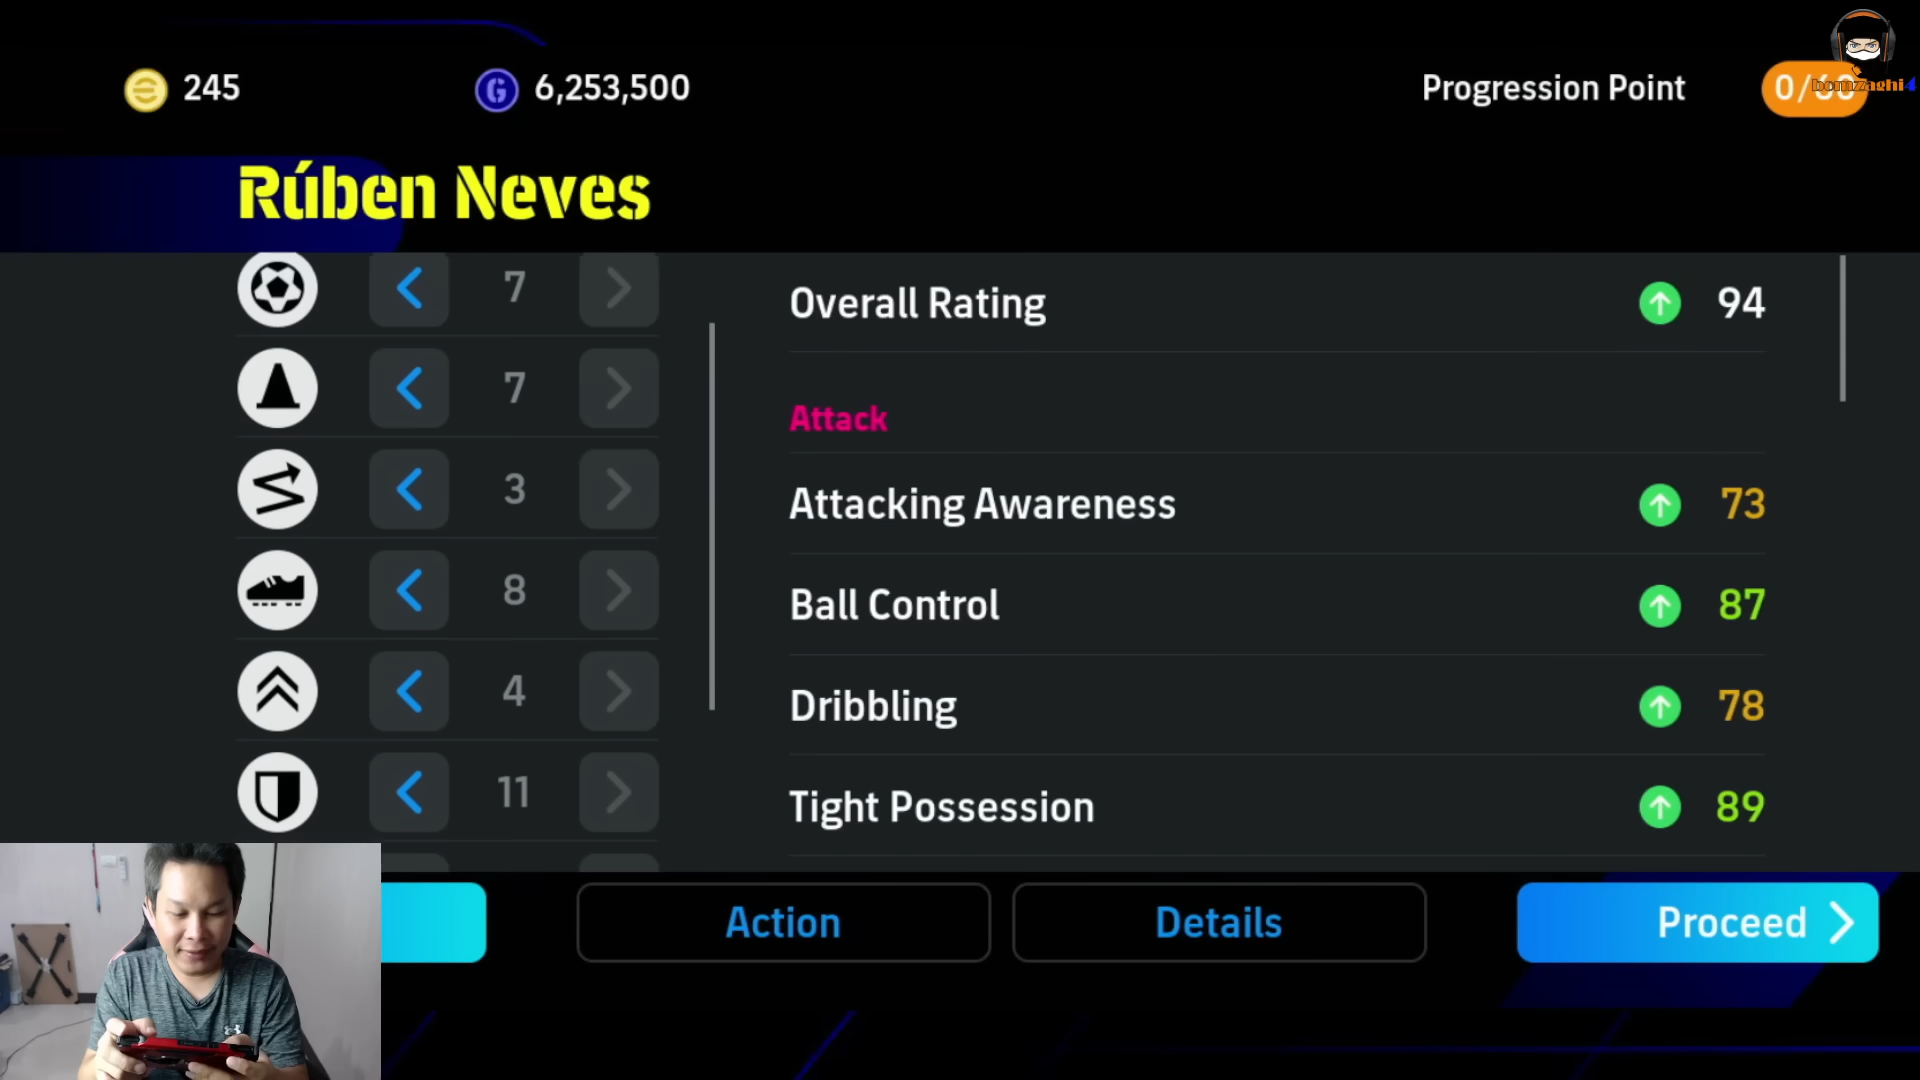 245
6,253,500
Progression Point
bomzaghi4
Rúben Neves
7
Overall Rating 94
7
Attack
3
Attacking Awareness 73
8
Ball Control 87
4
Dribbling 78
11
Tight Possession 89
Action
Details
Proceed